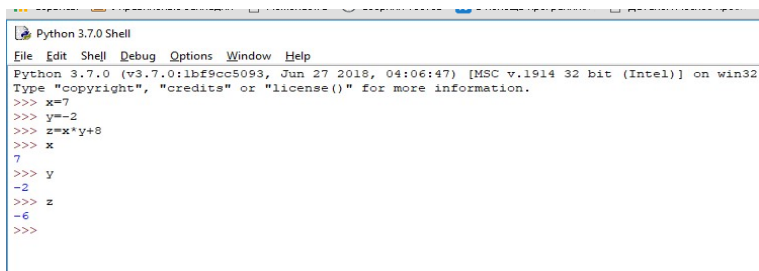 Python 3.7.0 Shell
File Edit Shell Debug Options Window Help
Python 3.7.0 (v3.7.0:1bf9cc5093, Jun 27 2018, 04:06:47) [MSC v.1914 32 bit (Intel)] on win32
Type "copyright", "credits" or "license()" for more information.
>>> x=7
>>> y=-2
>>> z=x*y+8
>>> x
7
>>> y
-2
>>> z
-6
>>>